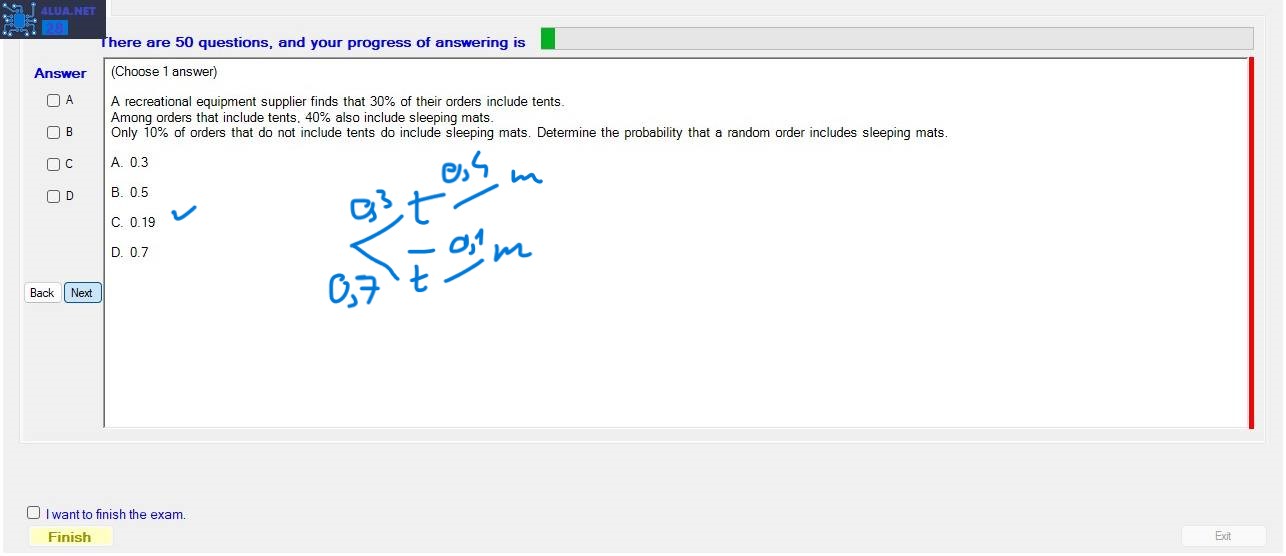 4LUA.NET
28
There are 50 questions, and your progress of answering is
Answer
(Choose 1 answer)
A
A recreational equipment supplier finds that 30% of their orders include tents.
Among orders that include tents, 40% also include sleeping mats.
B
Only 10% of orders that do not include tents do include sleeping mats. Determine the probability that a random order includes sleeping mats.
C
A. 0.3
D
B. 0.5
C. 0.19
D. 0.7
0,3 t 0,4 m
0,7 t 0,1 m
Back Next
I want to finish the exam.
Finish
Exit